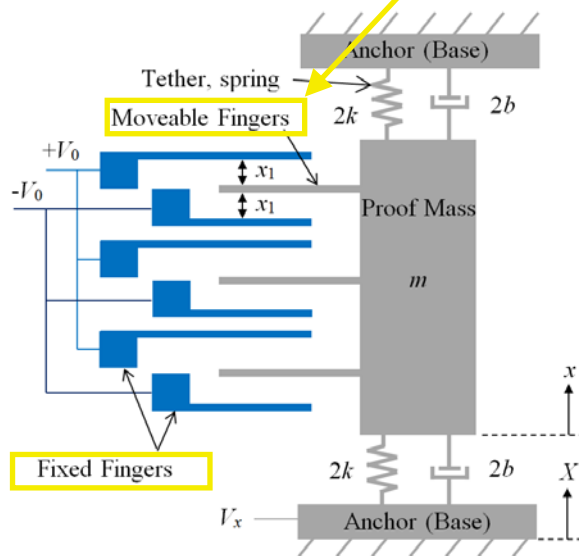 Anchor (Base)
Tether, spring
2k
2b
Moveable Fingers
+V₀
x₁
-V₀
x₁
Proof Mass
m
x
Fixed Fingers
2k
2b
X
Vₓ
Anchor (Base)